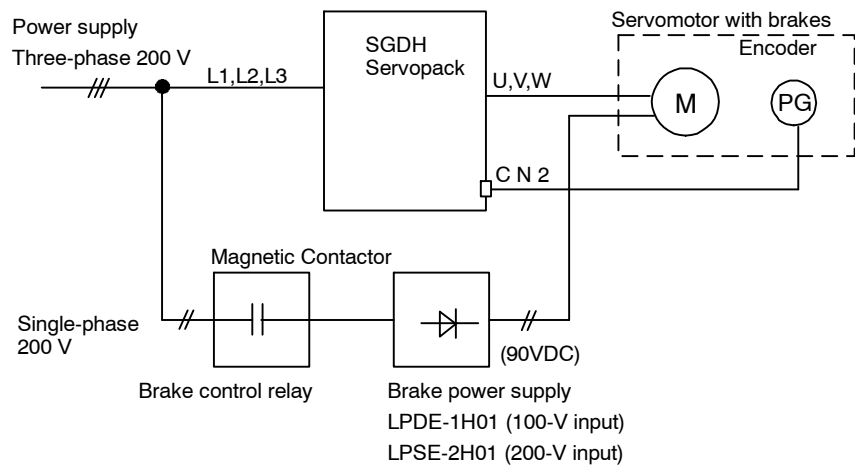 Power supply
Three-phase 200 V
L1,L2,L3
SGDH
Servopack
U,V,W
Servomotor with brakes
Encoder
M
PG
C N 2
Magnetic Contactor
Single-phase
200 V
(90VDC)
Brake control relay
Brake power supply
LPDE-1H01 (100-V input)
LPSE-2H01 (200-V input)